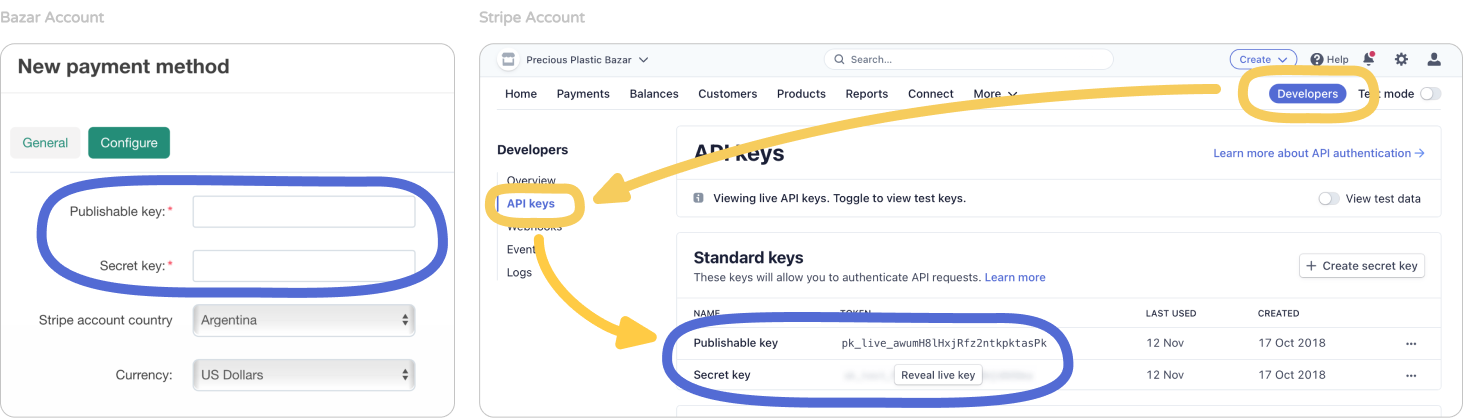 Bazar Account
New payment method
General
Configure
Publishable key:*
Secret key:*
Stripe account country
Argentina
Currency:
US Dollars
Stripe Account
Precious Plastic Bazar
Search...
Create
Help
Home Payments Balances Customers Products Reports Connect More
Developers
Test mode
Developers
Overview
API keys
Webhooks
Events
Logs
API keys
Learn more about API authentication →
Viewing live API keys. Toggle to view test keys.
View test data
Standard keys
These keys will allow you to authenticate API requests. Learn more
+ Create secret key
NAME TOKEN LAST USED CREATED
Publishable key pk_live_awumH8lHxjRfz2ntkpktasPk 12 Nov 17 Oct 2018 ...
Secret key Reveal live key 12 Nov 17 Oct 2018 ...